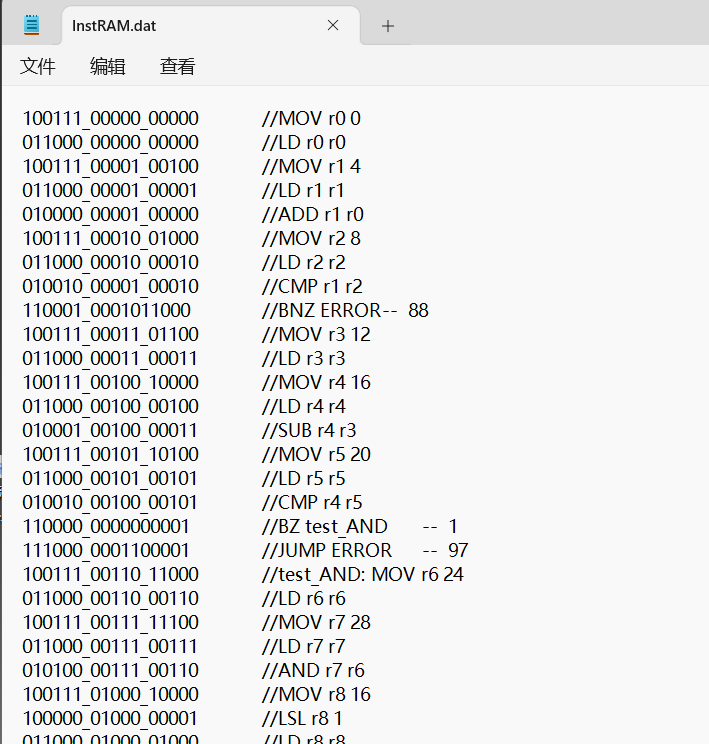 InstRAM.dat
文件 编辑 查看
100111_00000_00000 //MOV r0 0
011000_00000_00000 //LD r0 r0
100111_00001_00100 //MOV r1 4
011000_00001_00001 //LD r1 r1
010000_00001_00000 //ADD r1 r0
100111_00010_01000 //MOV r2 8
011000_00010_00010 //LD r2 r2
010010_00001_00010 //CMP r1 r2
110001_0001011000 //BNZ ERROR-- 88
100111_00011_01100 //MOV r3 12
011000_00011_00011 //LD r3 r3
100111_00100_10000 //MOV r4 16
011000_00100_00100 //LD r4 r4
010001_00100_00011 //SUB r4 r3
100111_00101_10100 //MOV r5 20
011000_00101_00101 //LD r5 r5
010010_00100_00101 //CMP r4 r5
110000_0000000001 //BZ test_AND -- 1
111000_0001100001 //JUMP ERROR -- 97
100111_00110_11000 //test_AND: MOV r6 24
011000_00110_00110 //LD r6 r6
100111_00111_11100 //MOV r7 28
011000_00111_00111 //LD r7 r7
010100_00111_00110 //AND r7 r6
100111_01000_10000 //MOV r8 16
100000_01000_00001 //LSL r8 1
011000_01000_01000 //LD r8 r8